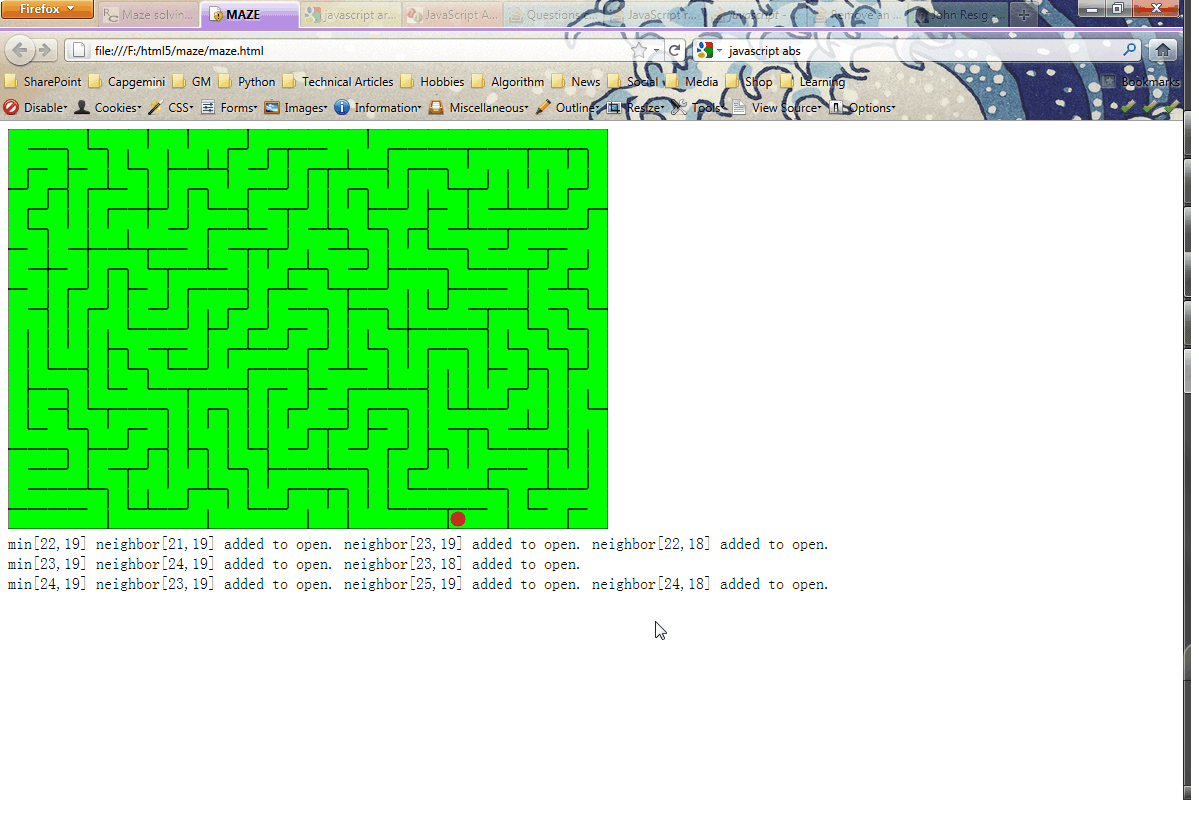 Firefox
Maze solvin... MAZE javascript ar... JavaScript A... Questions... JavaScript r... javascript - ... Remove an ... John Resig ...
file:///F:/html5/maze/maze.html javascript abs
SharePoint Capgemini GM Python Technical Articles Hobbies Algorithm News Social Media Shop Learning Bookmarks
Disable Cookies CSS Forms Images Information Miscellaneous Outline Resize Tools View Source Options
min[22,19] neighbor[21,19] added to open. neighbor[23,19] added to open. neighbor[22,18] added to open.
min[23,19] neighbor[24,19] added to open. neighbor[23,18] added to open.
min[24,19] neighbor[23,19] added to open. neighbor[25,19] added to open. neighbor[24,18] added to open.